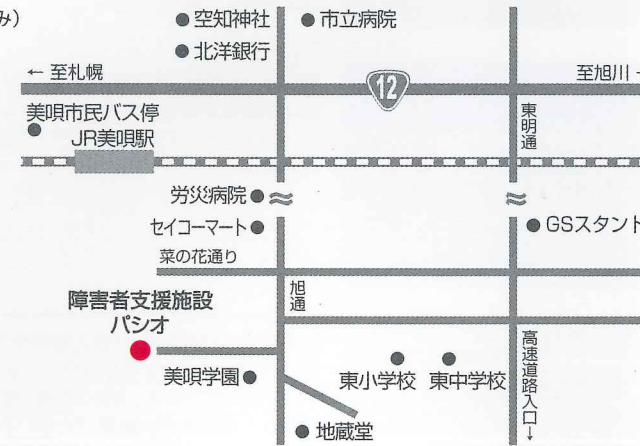 み)
空知神社
市立病院
北洋銀行
← 至札幌
12
至旭川
美唄市民バス停
JR美唄駅
東明通
労災病院
セイコーマート
GSスタント
菜の花通り
旭通
障害者支援施設
パシオ
高速道路入口↓
美唄学園
東小学校
東中学校
地蔵堂